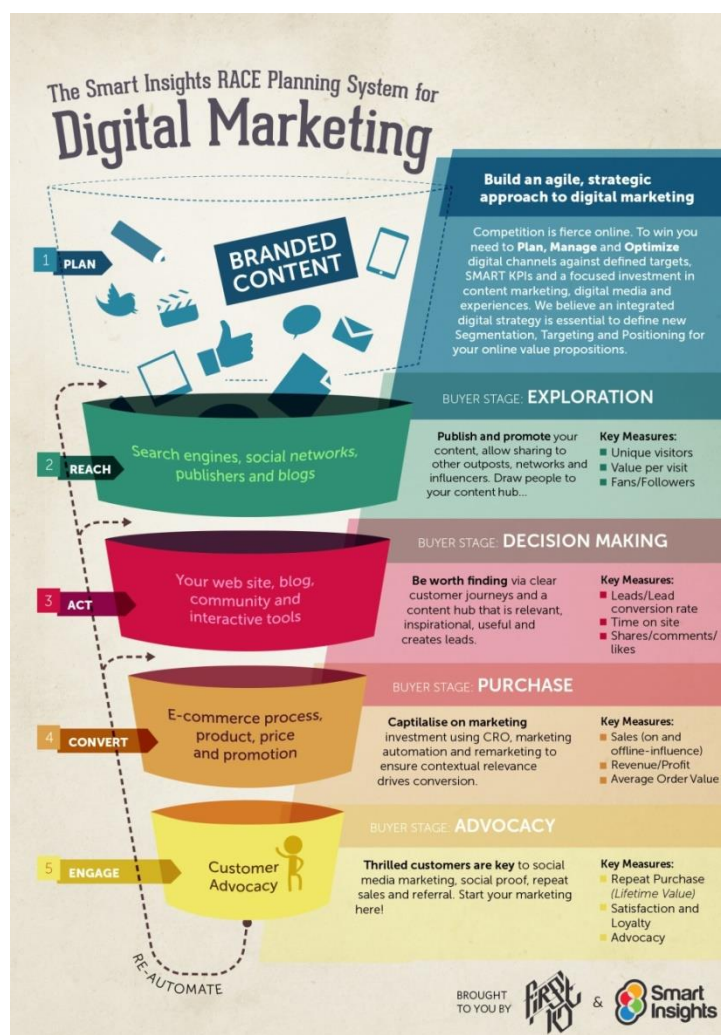 The Smart Insights RACE Planning System for
Digital Marketing
Build an agile, strategic
approach to digital marketing
Competition is fierce online. To win you
need to Plan, Manage and Optimize
digital channels against defined targets,
SMART KPIs and a focused investment in
content marketing, digital media and
experiences. We believe an integrated
digital strategy is essential to define new
Segmentation, Targeting and Positioning for
your online value propositions.
1 PLAN
BRANDED
CONTENT
BUYER STAGE: EXPLORATION
2 REACH
Search engines, social networks,
publishers and blogs
Publish and promote your
content, allow sharing to
other outposts, networks and
influencers. Draw people to
your content hub...
Key Measures:
Unique visitors
Value per visit
Fans/Followers
BUYER STAGE: DECISION MAKING
3 ACT
Your web site, blog,
community and
interactive tools
Be worth finding via clear
customer journeys and a
content hub that is relevant,
inspirational, useful and
creates leads.
Key Measures:
Leads/Lead
conversion rate
Time on site
Shares/comments/
likes
BUYER STAGE: PURCHASE
4 CONVERT
E-commerce process,
product, price
and promotion
Captilalise on marketing
investment using CRO, marketing
automation and remarketing to
ensure contextual relevance
drives conversion.
Key Measures:
Sales (on and
offline-influence)
Revenue/Profit
Average Order Value
BUYER STAGE: ADVOCACY
5 ENGAGE
Customer
Advocacy
Thrilled customers are key to social
media marketing, social proof, repeat
sales and referral. Start your marketing
here!
Key Measures:
Repeat Purchase
(Lifetime Value)
Satisfaction and
Loyalty
Advocacy
RE-AUTOMATE
BROUGHT
TO YOU BY
FIRST
10
&
Smart
Insights